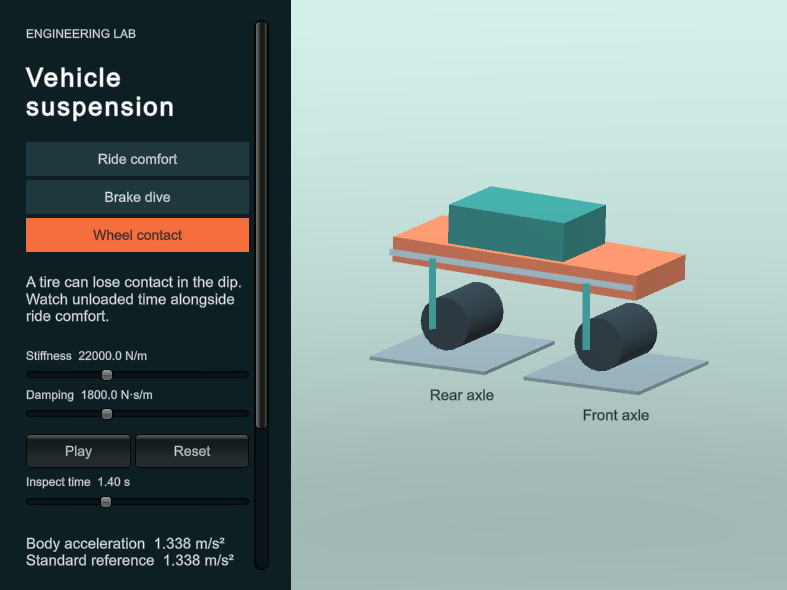 ENGINEERING LAB
Vehicle
suspension
Ride comfort
Brake dive
Wheel contact
A tire can lose contact in the dip.
Watch unloaded time alongside
ride comfort.
Stiffness 22000.0 N/m
Damping 1800.0 N·s/m
Play Reset
Inspect time 1.40 s
Body acceleration 1.338 m/s²
Standard reference 1.338 m/s²
Rear axle
Front axle